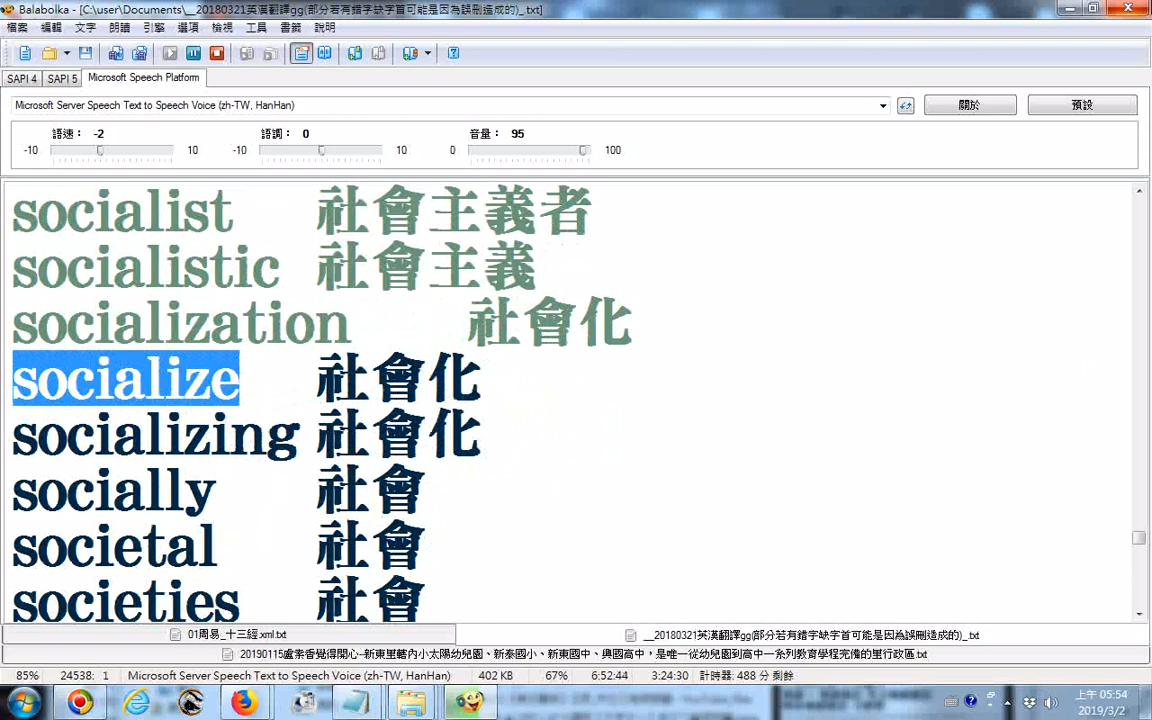 Balabolka - [C:\user\Documents\__20180321英漢翻譯gg(部分若有錯字缺字首可能是因為誤刪造成的)_.txt]
檔案 編輯 文字 朗讀 引擎 選項 檢視 工具 書籤 說明
SAPI 4 SAPI 5 Microsoft Speech Platform
Microsoft Server Speech Text to Speech Voice (zh-TW, HanHan) 關於 預設
語速： -2 語調： 0 音量： 95
-10 10 -10 10 0 100
socialist 社會主義者
socialistic 社會主義
socialization 社會化
socialize 社會化
socializing 社會化
socially 社會
societal 社會
societies 社會
01周易_十三經.xml.txt __20180321英漢翻譯gg(部分若有錯字缺字首可能是因為誤刪造成的)_.txt
20190115盧素香覺得開心--新東里轄內小太陽幼兒園、新泰國小、新東國中、興國高中，是唯一從幼兒園到高中一系列教育學程完備的里行政區.txt
85% 24538: 1 Microsoft Server Speech Text to Speech Voice (zh-TW, HanHan) 402 KB 67% 6:52:44 3:24:30 計時器: 488 分 剩餘
上午 05:54
2019/3/2